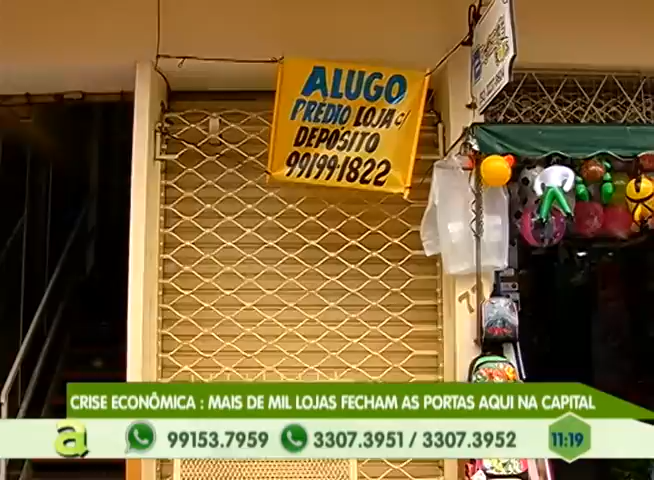 ALUGO
PRÉDIO LOJA c/
DEPÓSITO
99199-1822
CRISE ECONÔMICA : MAIS DE MIL LOJAS FECHAM AS PORTAS AQUI NA CAPITAL
a 99153.7959 3307.3951 / 3307.3952 11:19